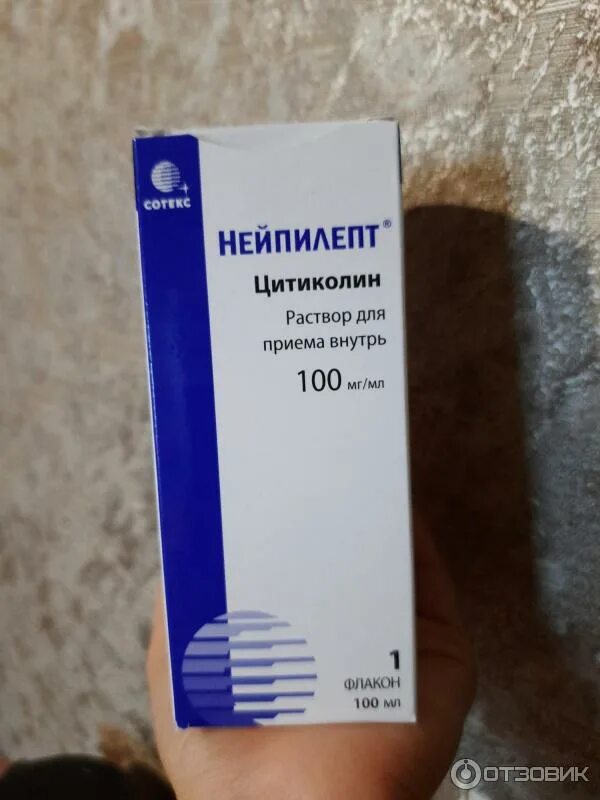 СОТЕКС
НЕЙПИЛЕПТ®
Цитиколин
Раствор для
приема внутрь
100 мг/мл
1
ФЛАКОН
100 мл
ОТЗОВИК